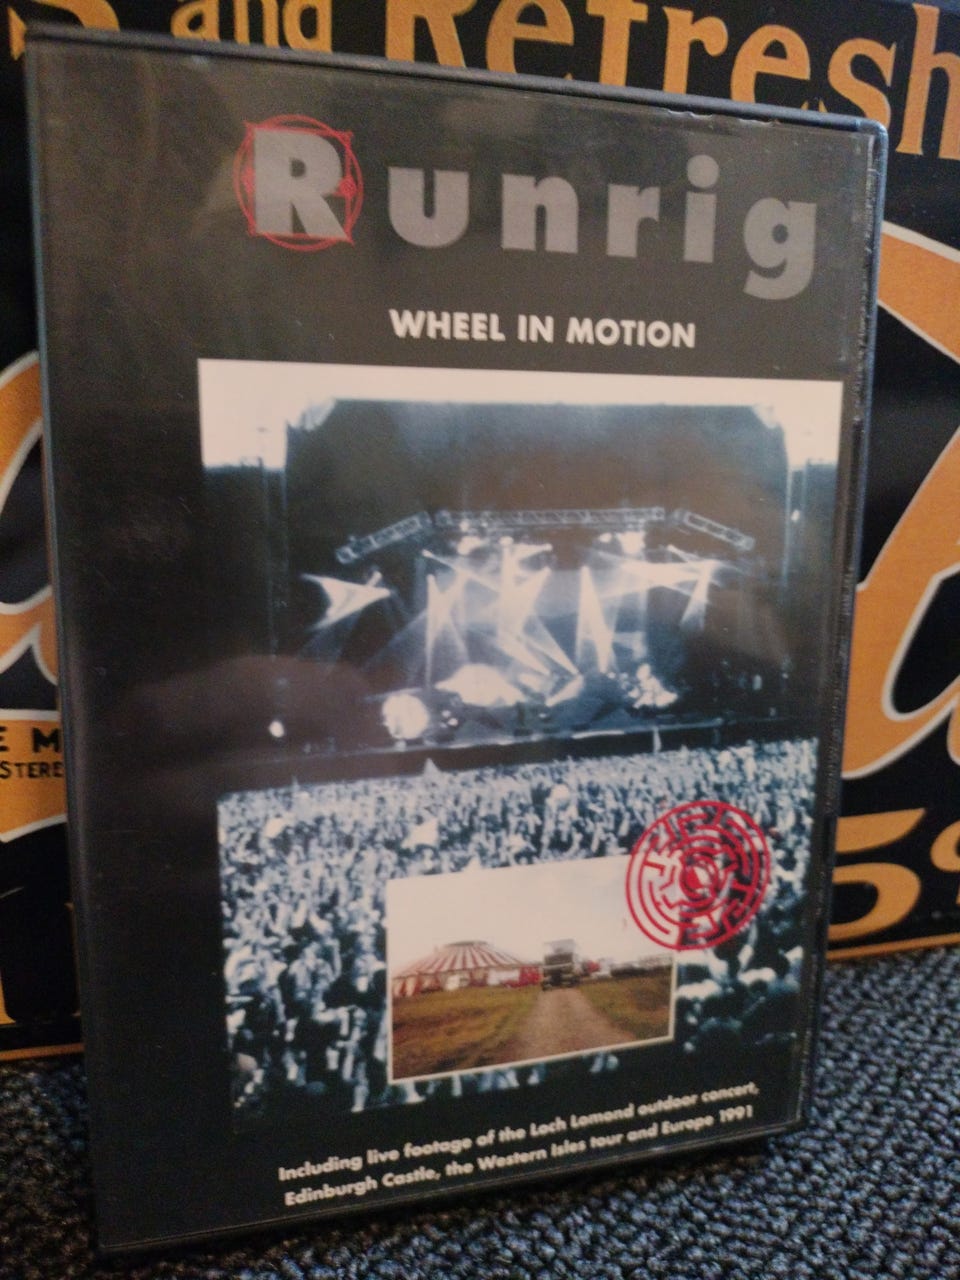 and Refresh
Runrig
WHEEL IN MOTION
E M
STERE
Including live footage of the Loch Lomond outdoor concert,
Edinburgh Castle, the Western Isles tour and Europe 1991